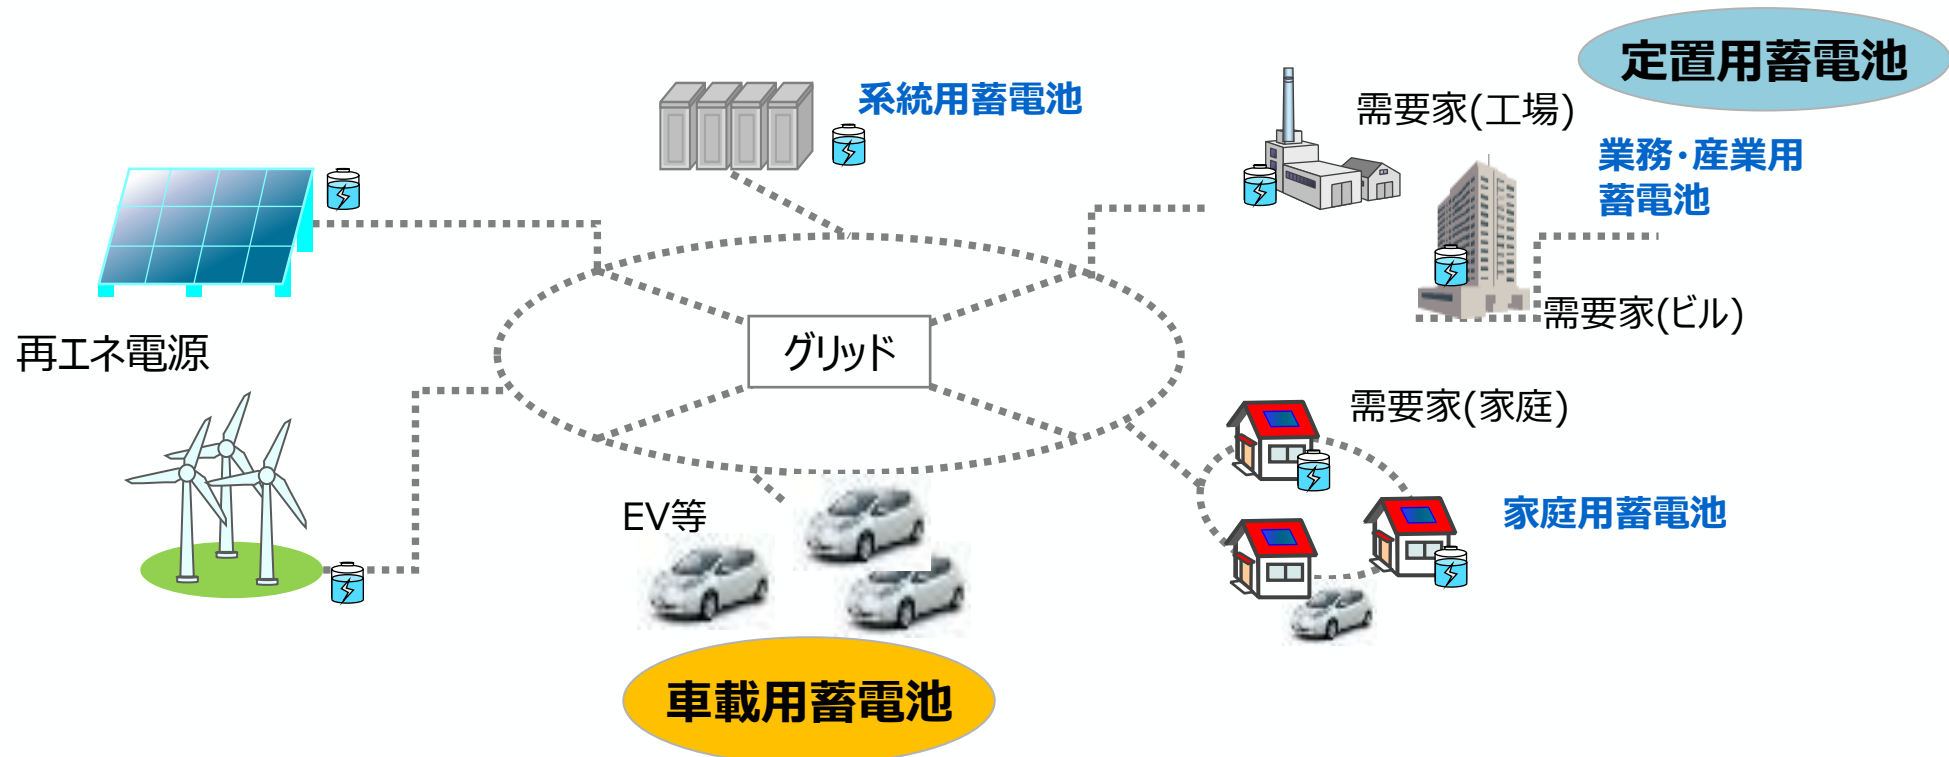 定置用蓄電池
系統用蓄電池
需要家(工場)
業務･産業用
蓄電池
需要家(ビル)
再エネ電源
グリッド
需要家(家庭)
家庭用蓄電池
EV等
車載用蓄電池